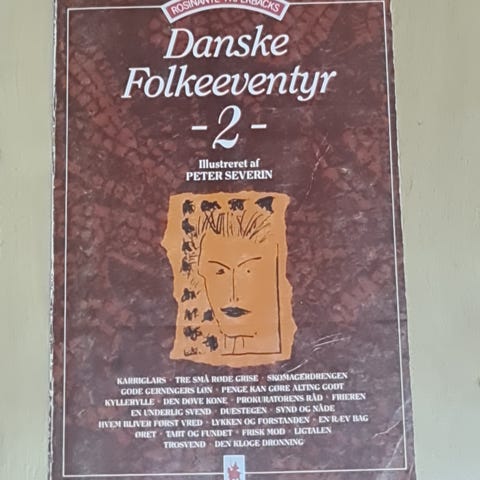 ROSINANTE PAPERBACKS
Danske
Folkeeventyr
- 2 -
Illustreret af
PETER SEVERIN
KARRIGLARS · TRE SMÅ RØDE GRISE · SKOMAGERDRENGEN
GODE GERNINGERS LØN · PENGE KAN GØRE ALTING GODT
KYLLERYLLE · DEN DØVE KONE · PROKURATORENS RÅD · FRIEREN
EN UNDERLIG SVEND · DUESTEGEN · SYND OG NÅDE
HVEM BLIVER FØRST VRED · LYKKEN OG FORSTANDEN · EN RÆV BAG
ØRET · TABT OG FUNDET · FRISK MOD · LIGTALEN
TROSVEND · DEN KLOGE DRONNING